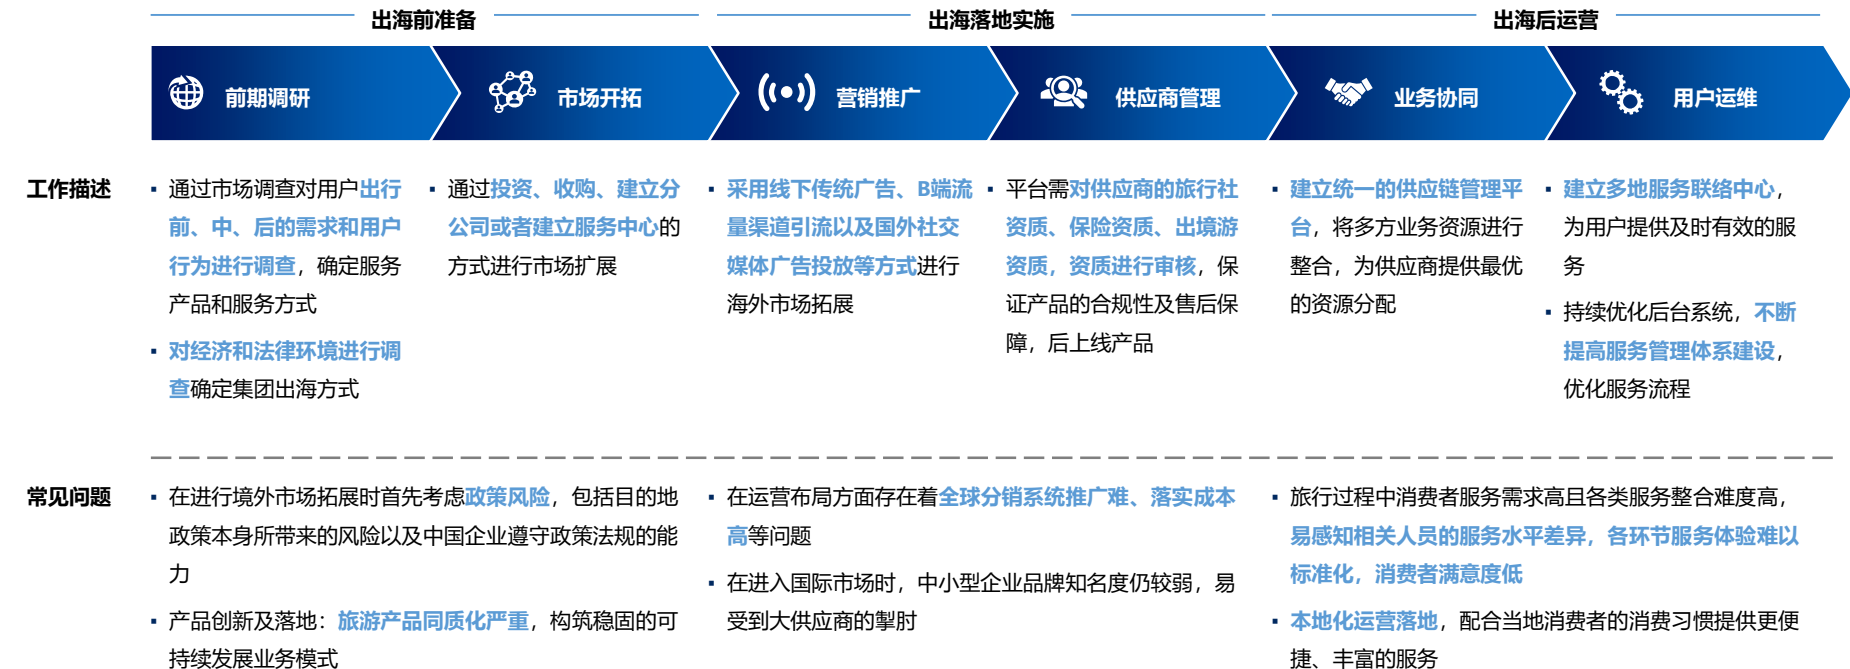 出海前准备
出海落地实施
出海后运营
前期调研
市场开拓
营销推广
供应商管理
业务协同
用户运维
工作描述
▪ 通过市场调查对用户出行
前、中、后的需求和用户
行为进行调查，确定服务
产品和服务方式
▪ 对经济和法律环境进行调
查确定集团出海方式
▪ 通过投资、收购、建立分
公司或者建立服务中心的
方式进行市场扩展
▪ 采用线下传统广告、B端流
量渠道引流以及国外社交
媒体广告投放等方式进行
海外市场拓展
▪ 平台需对供应商的旅行社
资质、保险资质、出境游
资质，资质进行审核，保
证产品的合规性及售后保
障，后上线产品
▪ 建立统一的供应链管理平
台，将多方业务资源进行
整合，为供应商提供最优
的资源分配
▪ 建立多地服务联络中心，
为用户提供及时有效的服
务
▪ 持续优化后台系统，不断
提高服务管理体系建设，
优化服务流程
常见问题
▪ 在进行境外市场拓展时首先考虑政策风险，包括目的地
政策本身所带来的风险以及中国企业遵守政策法规的能
力
▪ 产品创新及落地：旅游产品同质化严重，构筑稳固的可
持续发展业务模式
▪ 在运营布局方面存在着全球分销系统推广难、落实成本
高等问题
▪ 在进入国际市场时，中小型企业品牌知名度仍较弱，易
受到大供应商的掣肘
▪ 旅行过程中消费者服务需求高且各类服务整合难度高，
易感知相关人员的服务水平差异，各环节服务体验难以
标准化，消费者满意度低
▪ 本地化运营落地，配合当地消费者的消费习惯提供更便
捷、丰富的服务